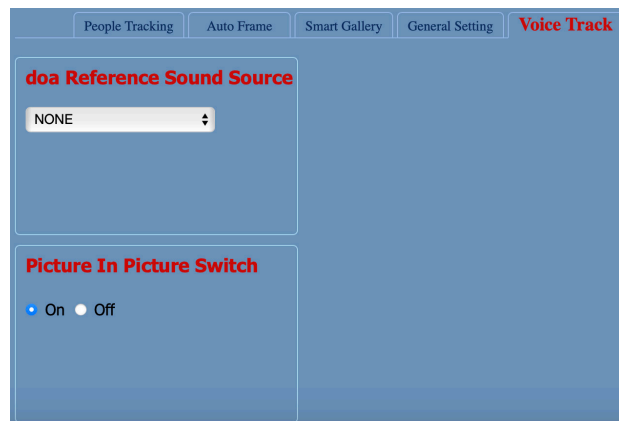 People Tracking Auto Frame Smart Gallery General Setting Voice Track
doa Reference Sound Source
NONE
Picture In Picture Switch
On Off